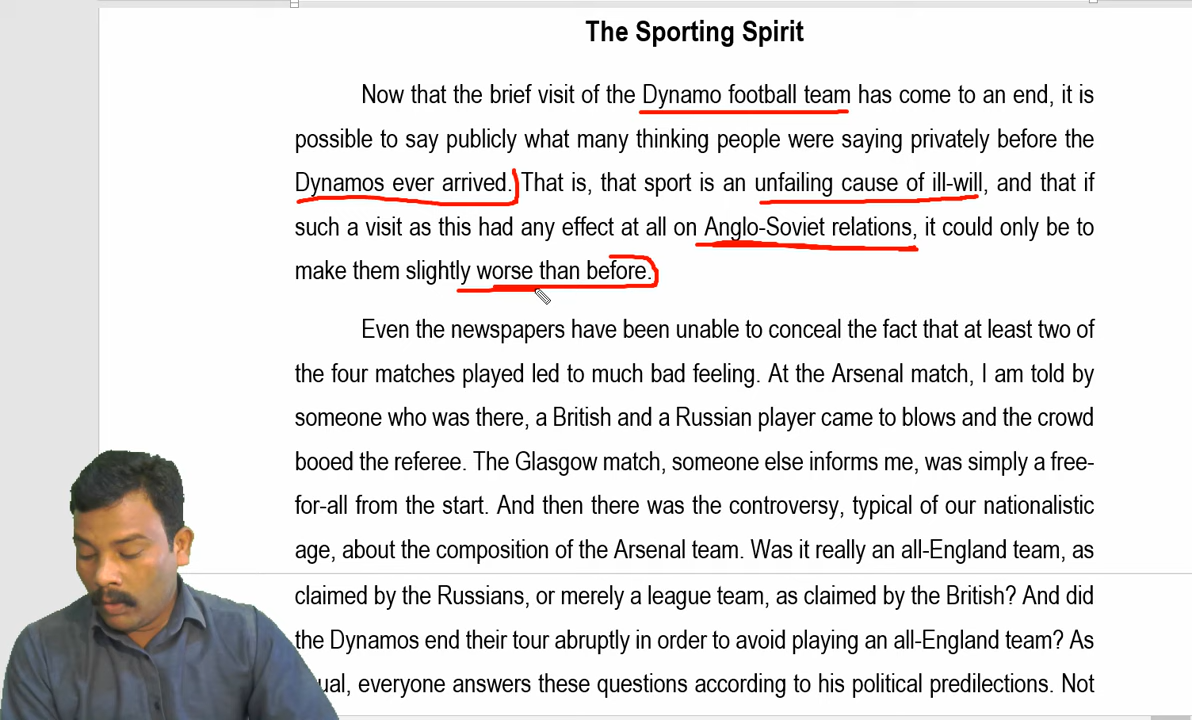 The Sporting Spirit
Now that the brief visit of the Dynamo football team has come to an end, it is
possible to say publicly what many thinking people were saying privately before the
Dynamos ever arrived. That is, that sport is an unfailing cause of ill-will, and that if
such a visit as this had any effect at all on Anglo-Soviet relations, it could only be to
make them slightly worse than before.
Even the newspapers have been unable to conceal the fact that at least two of
the four matches played led to much bad feeling. At the Arsenal match, I am told by
someone who was there, a British and a Russian player came to blows and the crowd
booed the referee. The Glasgow match, someone else informs me, was simply a free-
for-all from the start. And then there was the controversy, typical of our nationalistic
age, about the composition of the Arsenal team. Was it really an all-England team, as
claimed by the Russians, or merely a league team, as claimed by the British? And did
the Dynamos end their tour abruptly in order to avoid playing an all-England team? As
everyone answers these questions according to his political predilections. Not